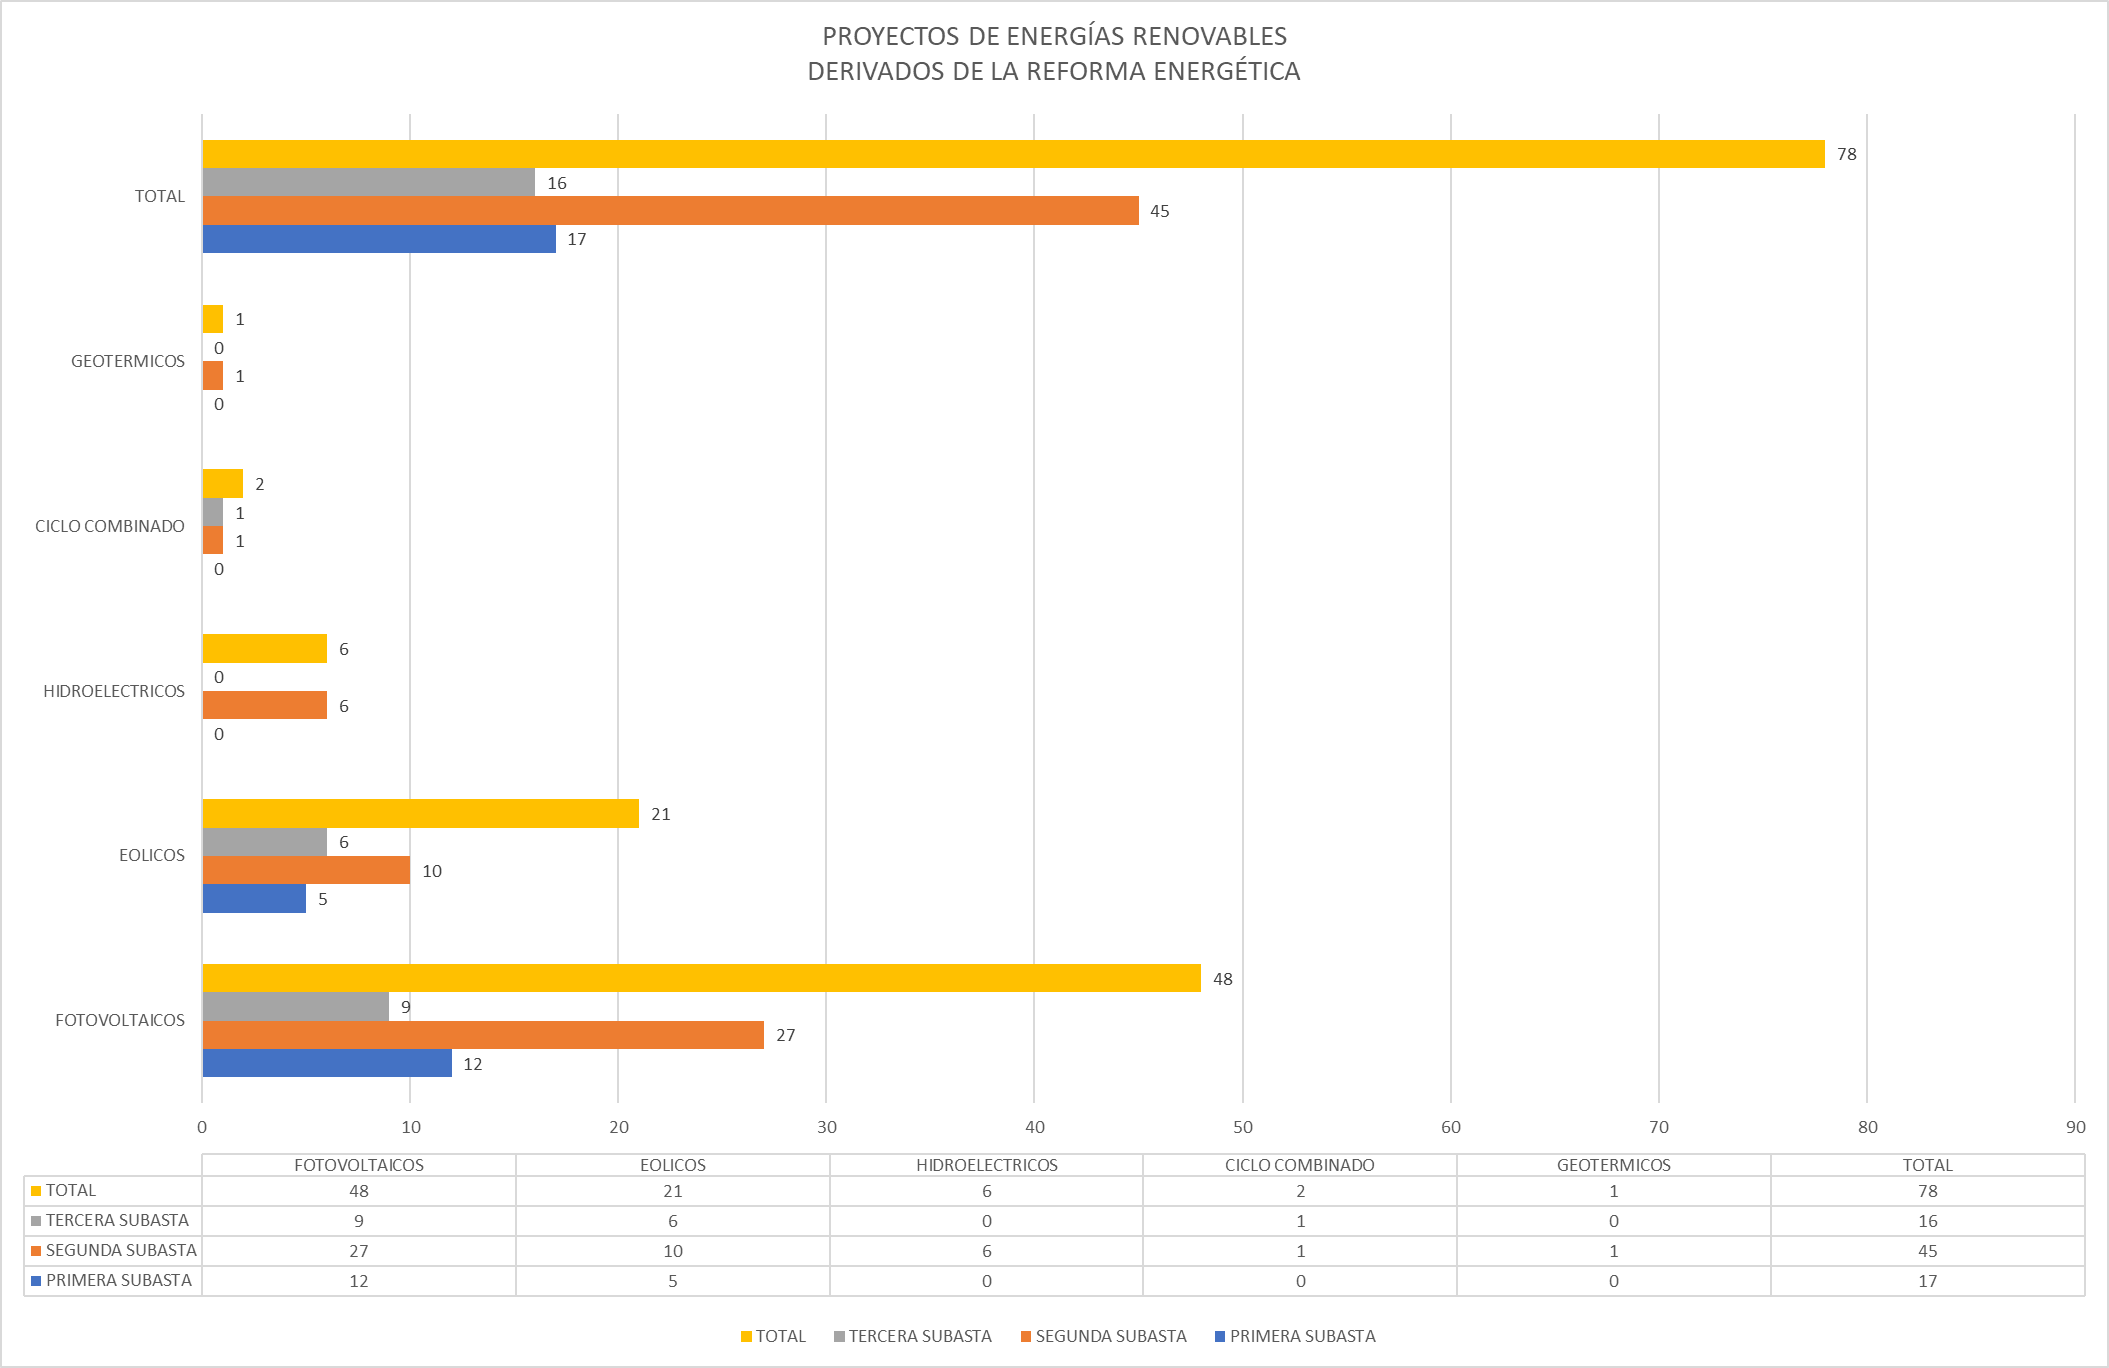 PROYECTOS DE ENERGÍAS RENOVABLES
DERIVADOS DE LA REFORMA ENERGÉTICA
78
16
TOTAL
45
17
1
0
GEOTERMICOS
1
0
2
1
CICLO COMBINADO
1
0
6
0
HIDROELECTRICOS
6
0
21
6
EOLICOS
10
5
48
9
FOTOVOLTAICOS
27
12
0 10 20 30 40 50 60 70 80 90
FOTOVOLTAICOS EOLICOS HIDROELECTRICOS CICLO COMBINADO GEOTERMICOS TOTAL
TOTAL 48 21 6 2 1 78
TERCERA SUBASTA 9 6 0 1 0 16
SEGUNDA SUBASTA 27 10 6 1 1 45
PRIMERA SUBASTA 12 5 0 0 0 17
TOTAL TERCERA SUBASTA SEGUNDA SUBASTA PRIMERA SUBASTA